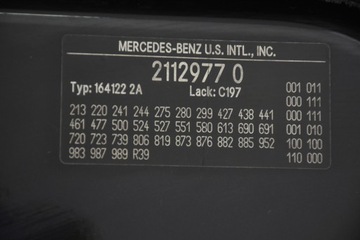 MERCEDES-BENZ U.S. INTL., INC.
2112977 0
Typ: 164122 2A Lack: C197
213 220 241 244 275 280 299 427 438 441
461 477 500 524 527 551 580 613 690 691
720 723 739 806 819 873 876 882 885 952
983 987 989 R39
001 011
000 111
000 111
001 010
100 100
110 000